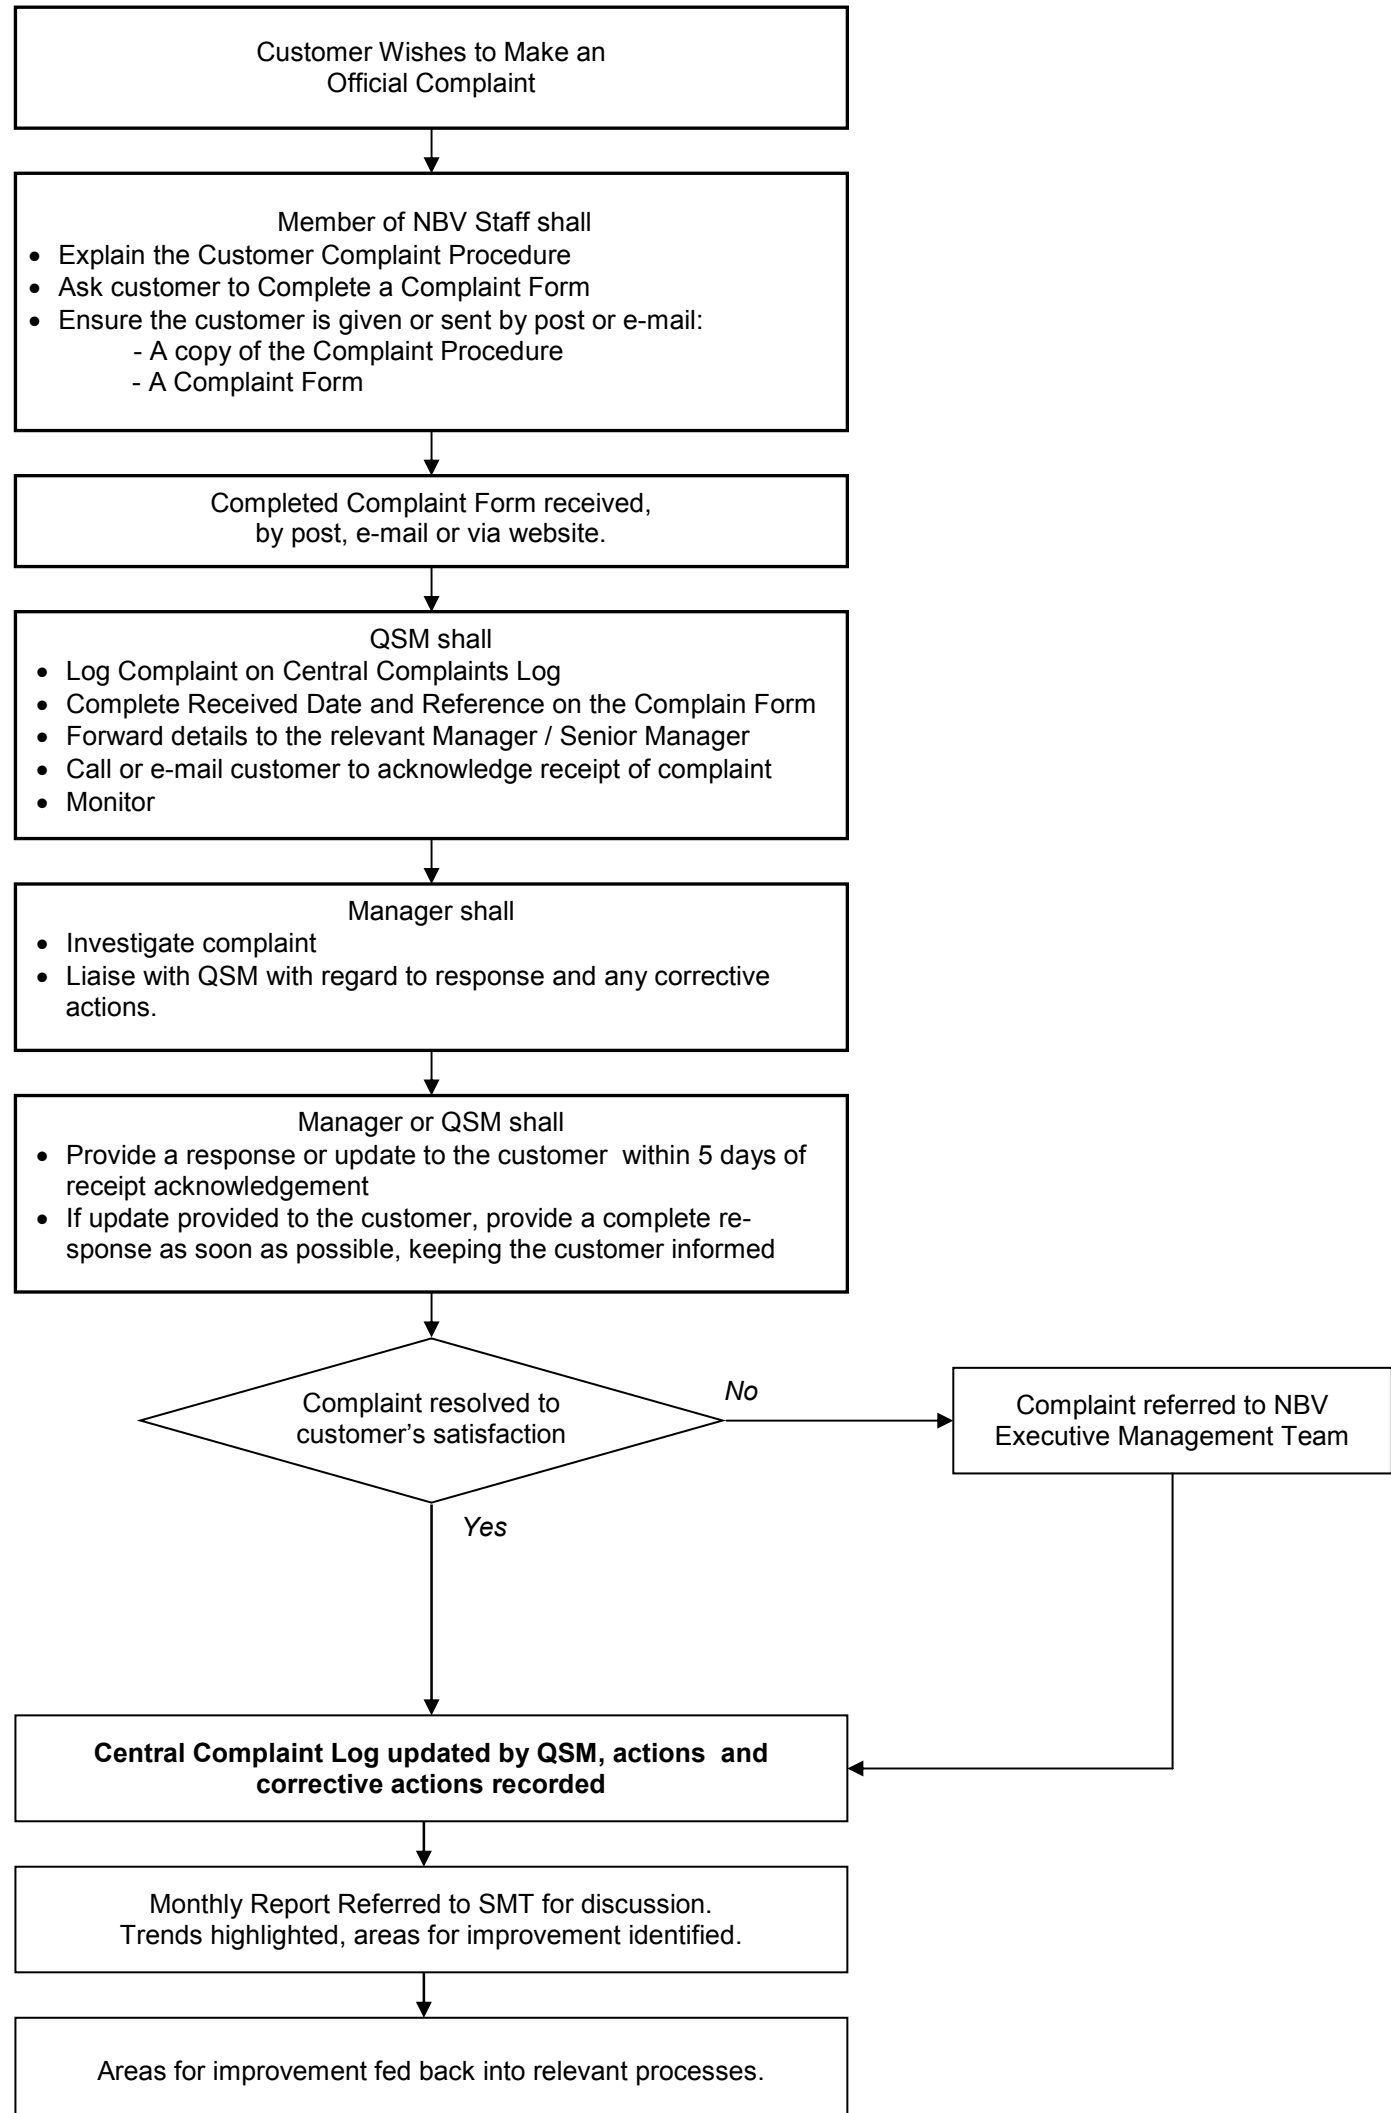 Customer Wishes to Make an
Official Complaint
Member of NBV Staff shall
• Explain the Customer Complaint Procedure
• Ask customer to Complete a Complaint Form
• Ensure the customer is given or sent by post or e-mail:
- A copy of the Complaint Procedure
- A Complaint Form
Completed Complaint Form received,
by post, e-mail or via website.
QSM shall
• Log Complaint on Central Complaints Log
• Complete Received Date and Reference on the Complain Form
• Forward details to the relevant Manager / Senior Manager
• Call or e-mail customer to acknowledge receipt of complaint
• Monitor
Manager shall
• Investigate complaint
• Liaise with QSM with regard to response and any corrective
actions.
Manager or QSM shall
• Provide a response or update to the customer within 5 days of
receipt acknowledgement
• If update provided to the customer, provide a complete re-
sponse as soon as possible, keeping the customer informed
Complaint resolved to
customer’s satisfaction
No
Complaint referred to NBV
Executive Management Team
Yes
Central Complaint Log updated by QSM, actions and
corrective actions recorded
Monthly Report Referred to SMT for discussion.
Trends highlighted, areas for improvement identified.
Areas for improvement fed back into relevant processes.